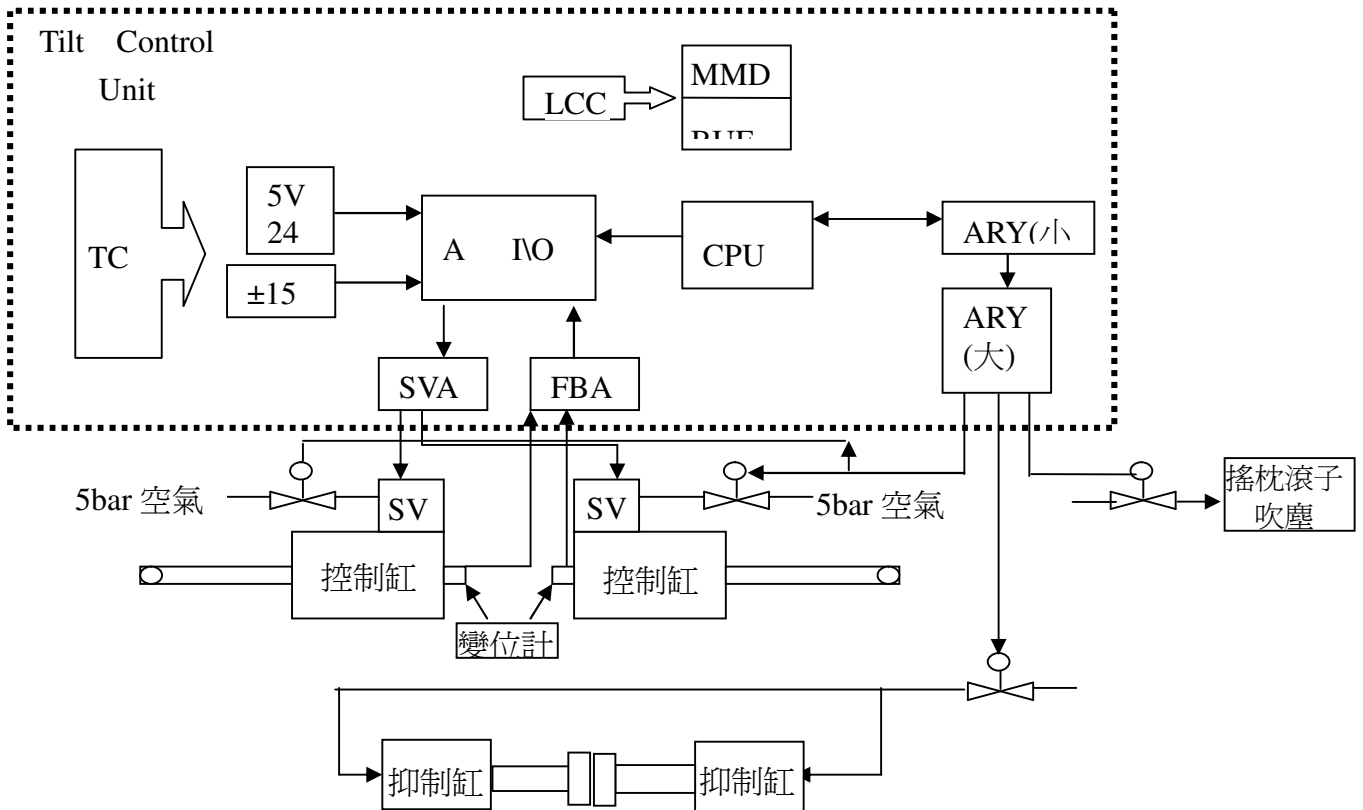 Tilt Control
Unit
LCC
MMD
TC
5V
24
±15
A I\O
CPU
ARY(小
ARY
(大)
SVA
FBA
5bar 空氣
SV
SV
5bar 空氣
搖枕滾子
吹塵
控制缸
控制缸
變位計
抑制缸
抑制缸